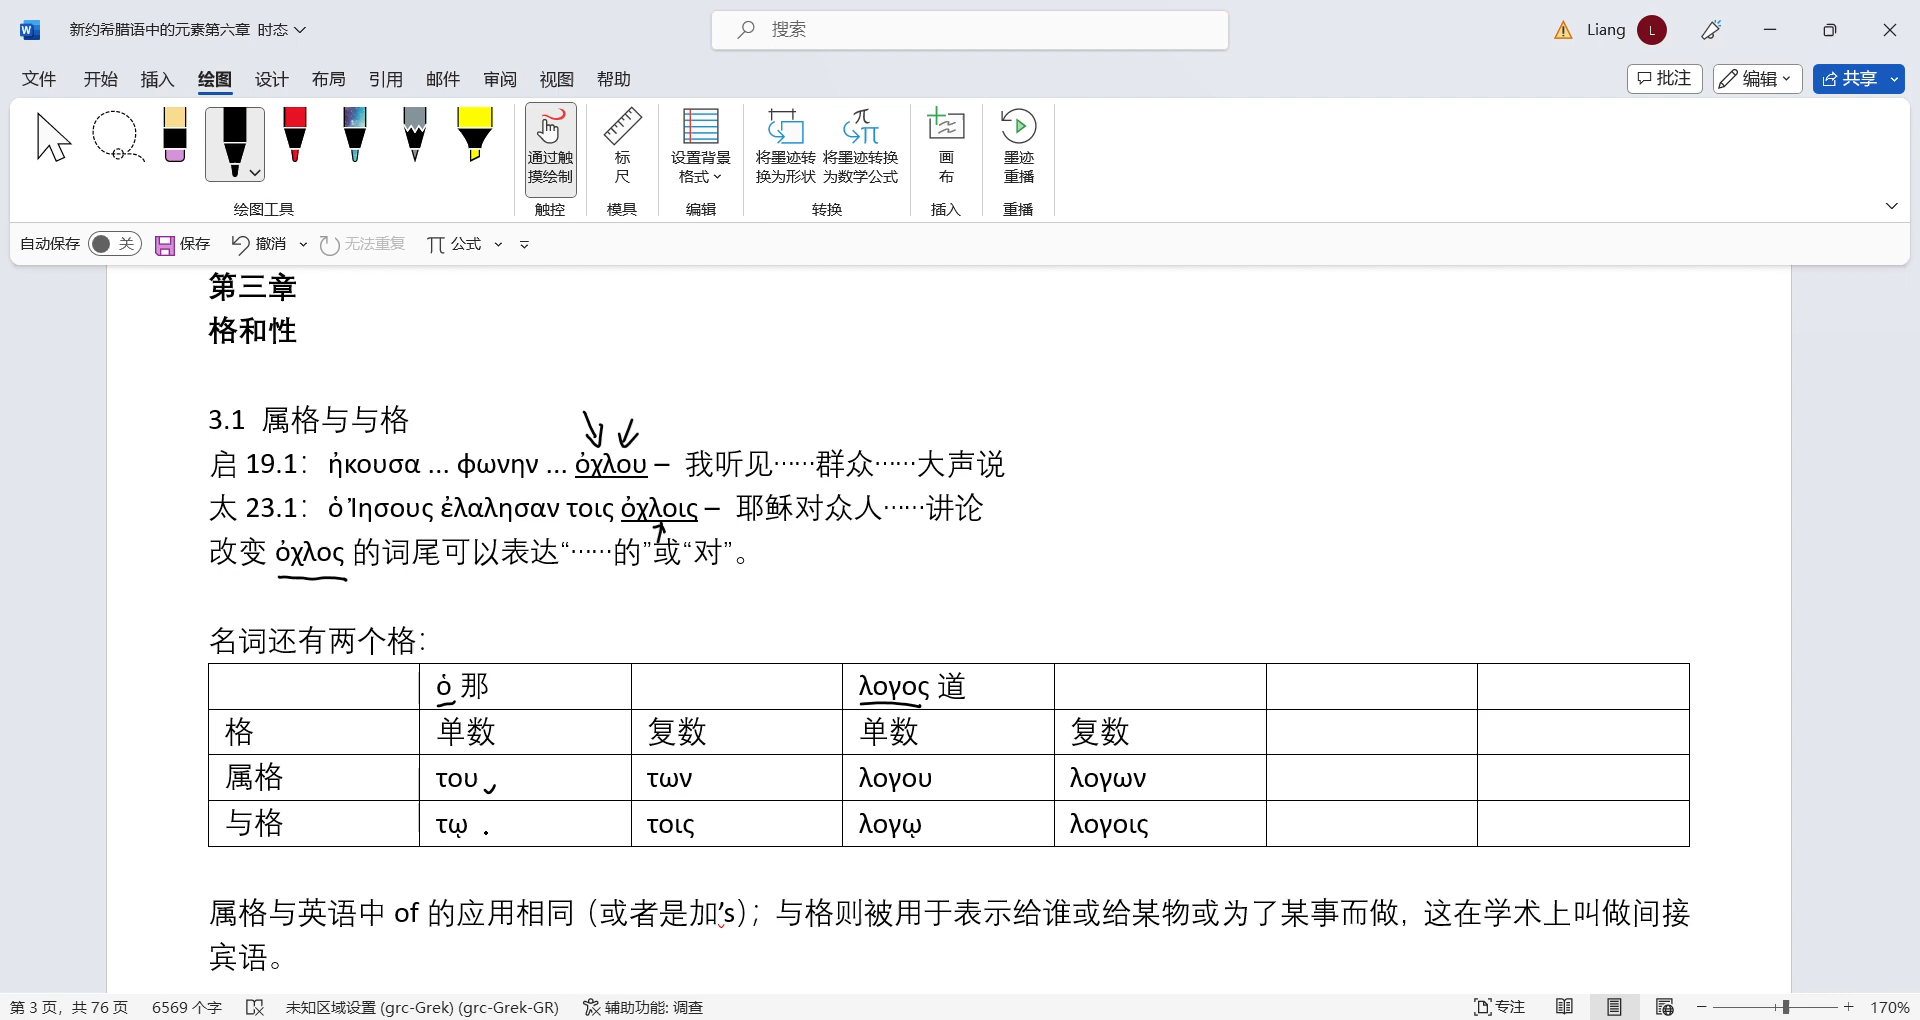 新约希腊语中的元素第六章 时态
搜索
Liang
L
文件 开始 插入 绘图 设计 布局 引用 邮件 审阅 视图 帮助
批注 编辑 共享
通过触摸绘制
标尺
设置背景格式
将墨迹转换为形状
将墨迹转换为数学公式
画布
墨迹重播
绘图工具 触控 模具 编辑 转换 插入 重播
自动保存 关 保存 撤消 无法重复 公式
第三章
格和性
3.1 属格与与格
启 19.1： ἠκουσα ... φωνην ... ὀχλου – 我听见……群众……大声说
太 23.1： ὁ Ἰησους ἐλαλησαν τοις ὀχλοις – 耶稣对众人……讲论
改变 ὀχλος 的词尾可以表达“……的”或“对”。
名词还有两个格：
ὁ 那 λογος 道
格 单数 复数 单数 复数
属格 του των λογου λογων
与格 τῳ τοις λογῳ λογοις
属格与英语中 of 的应用相同（或者是加’s）；与格则被用于表示给谁或给某物或为了某事而做，这在学术上叫做间接
宾语。
第 3 页，共 76 页 6569 个字 未知区域设置 (grc-Grek) (grc-Grek-GR) 辅助功能: 调查 专注 170%